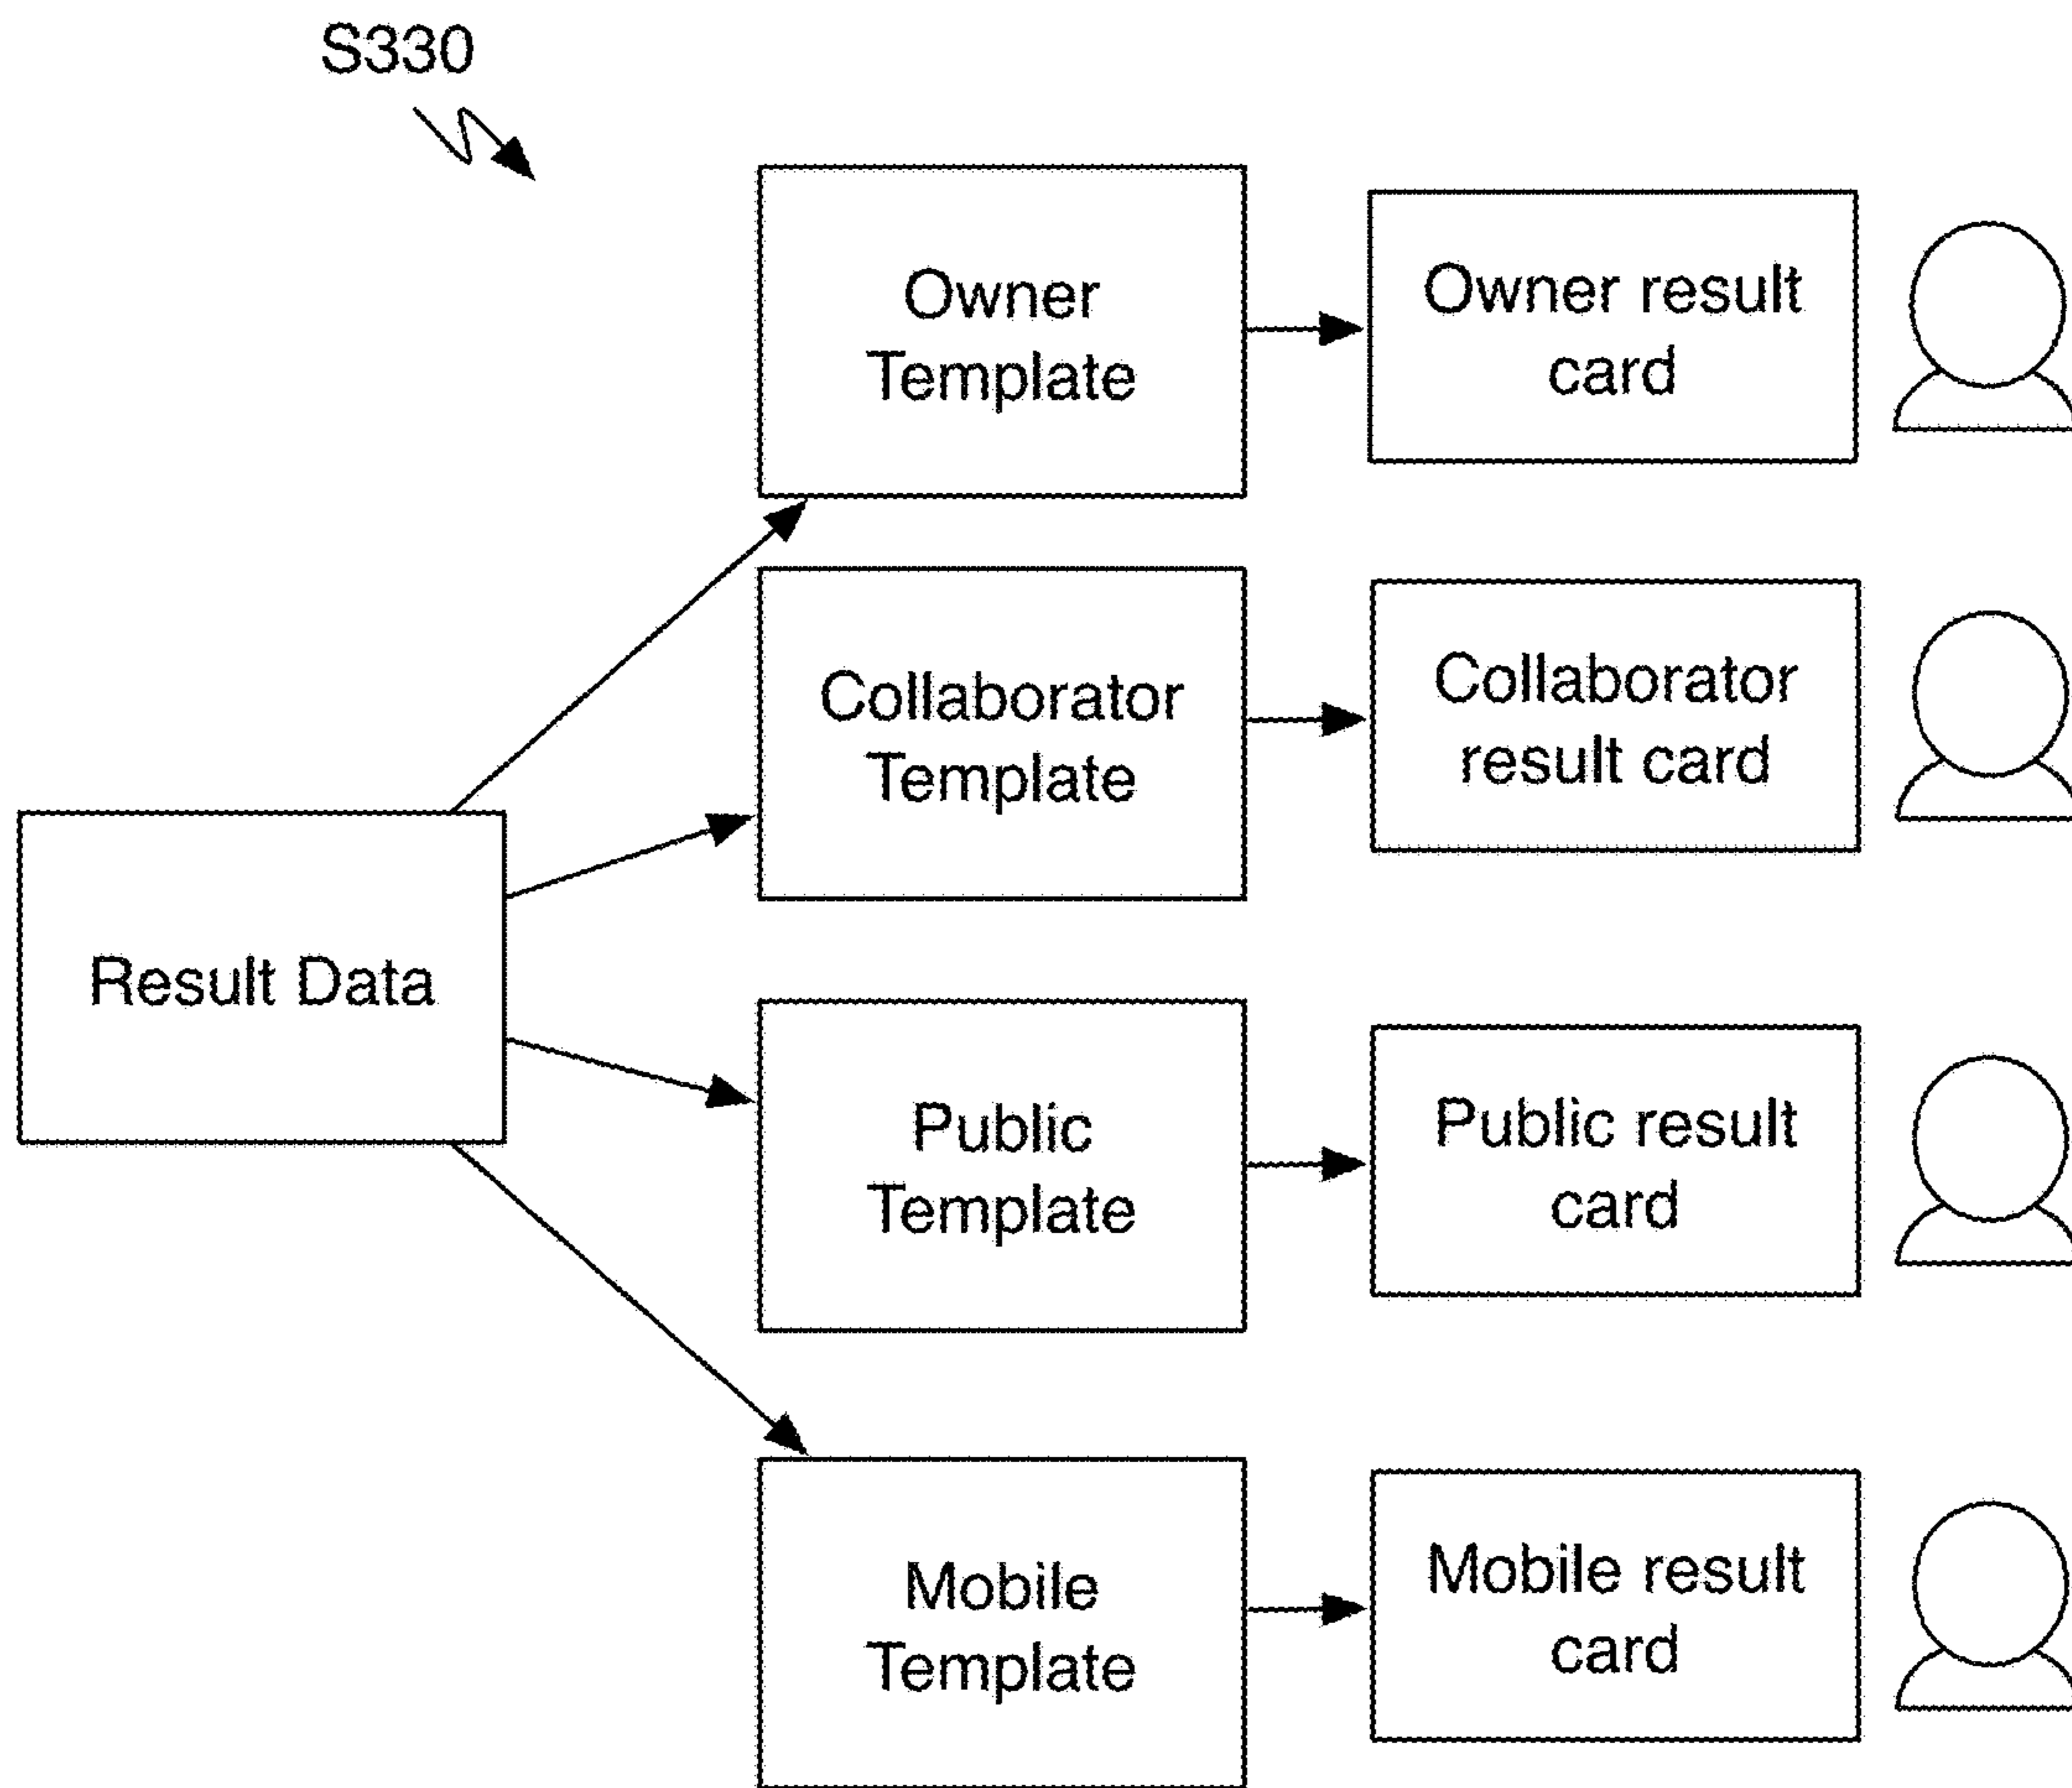 S330
Owner
Template
Owner result
card
Collaborator
Template
Collaborator
result card
Result Data
Public
Template
Public result
card
Mobile
Template
Mobile result
card